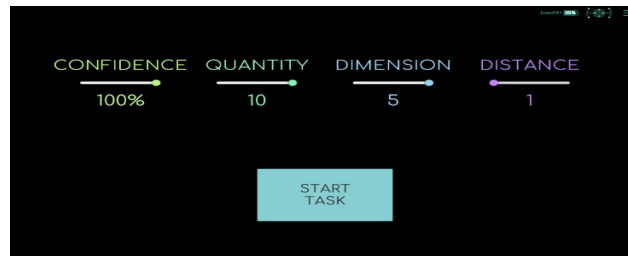 CONFIDENCE QUANTITY DIMENSION DISTANCE
100% 10 5 1
START
TASK